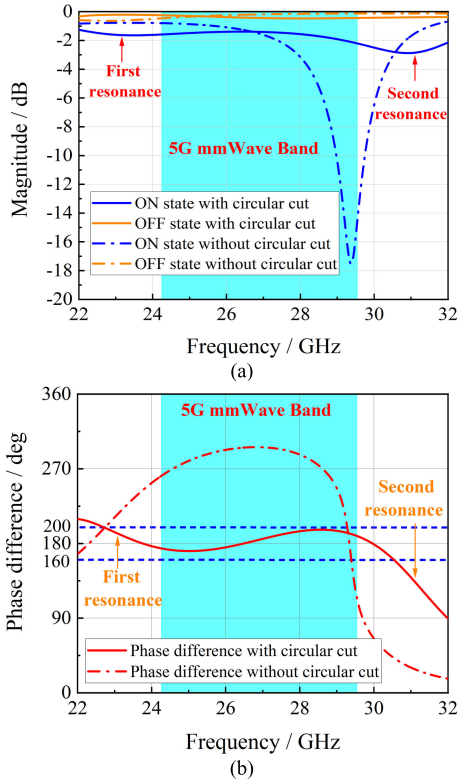 0
-2
-4
-6
-8
-10
-12
-14
-16
-18
-20
Magnitude / dB
First
resonance
Second
resonance
5G mmWave Band
ON state with circular cut
OFF state with circular cut
ON state without circular cut
OFF state without circular cut
22 24 26 28 30 32
Frequency / GHz
(a)
360
270
200
180
160
90
0
Phase difference / deg
5G mmWave Band
Second
resonance
First
resonance
Phase difference with circular cut
Phase difference without circular cut
22 24 26 28 30 32
Frequency / GHz
(b)